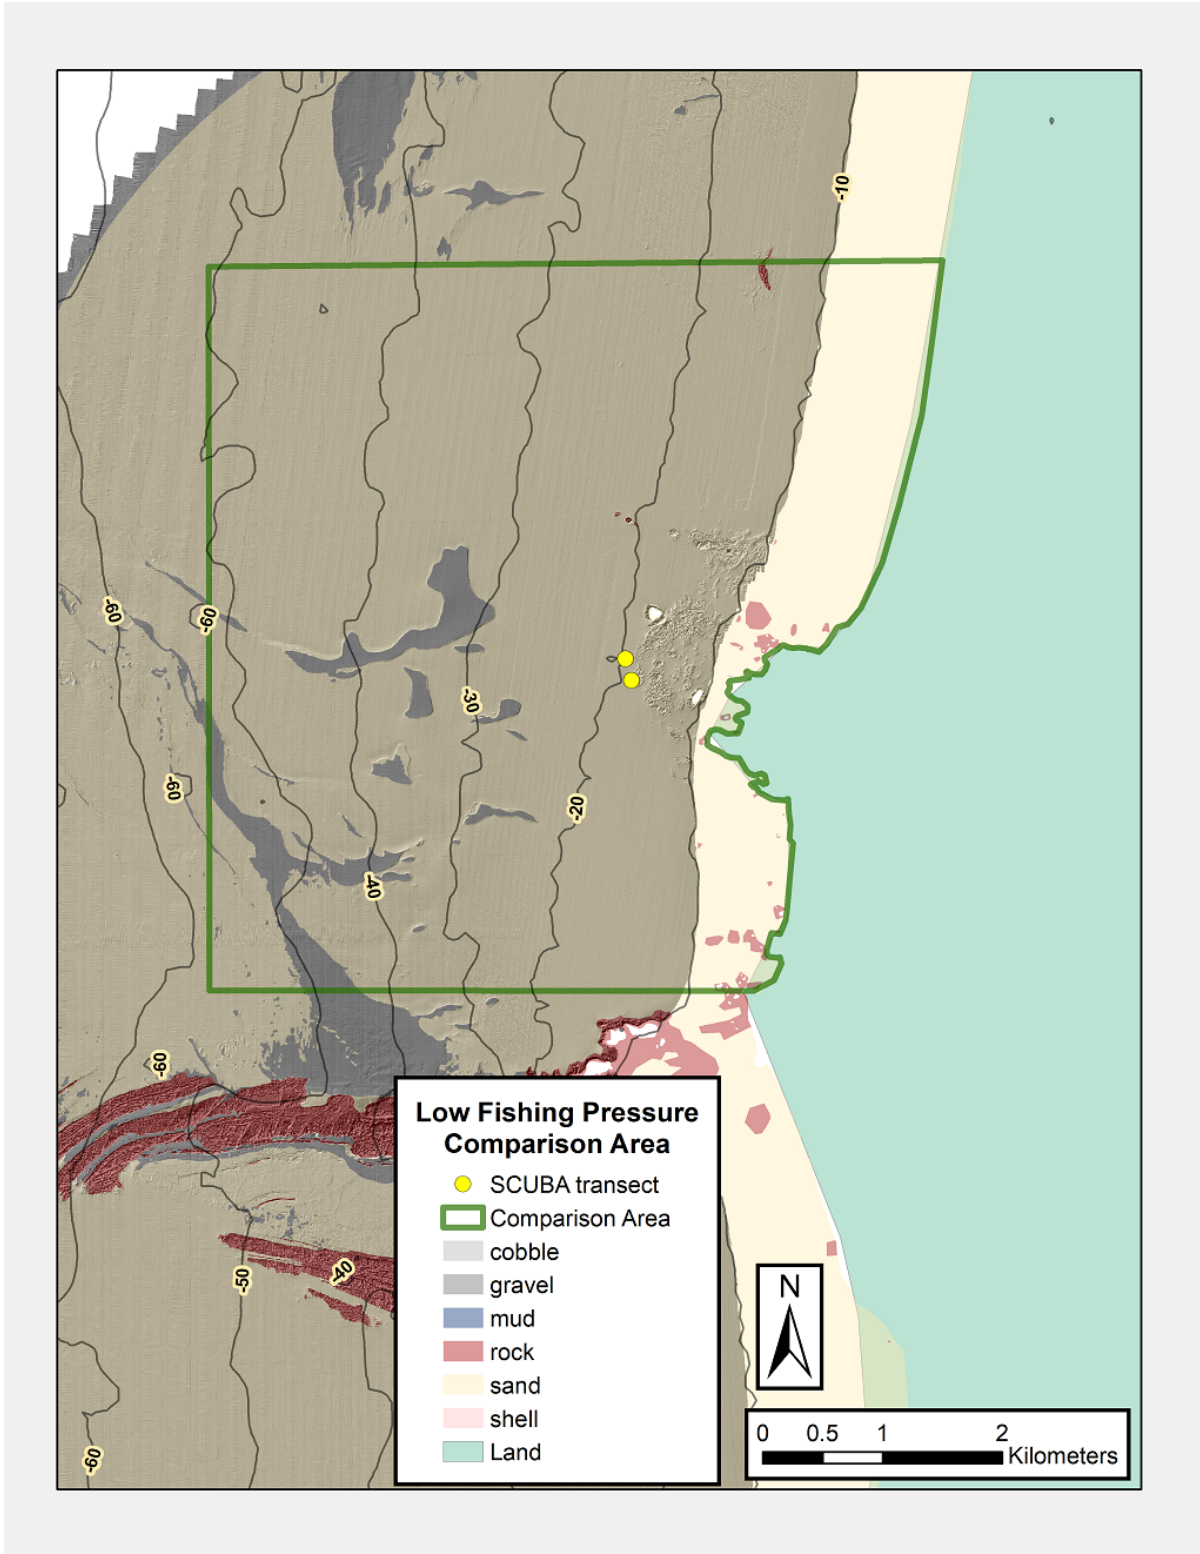 -10
-60
-60
-30
-60
-20
-40
-60
-50
-40
-60
Low Fishing Pressure
Comparison Area
SCUBA transect
Comparison Area
cobble
gravel
mud
rock
sand
shell
Land
N
0 0.5 1 2
Kilometers